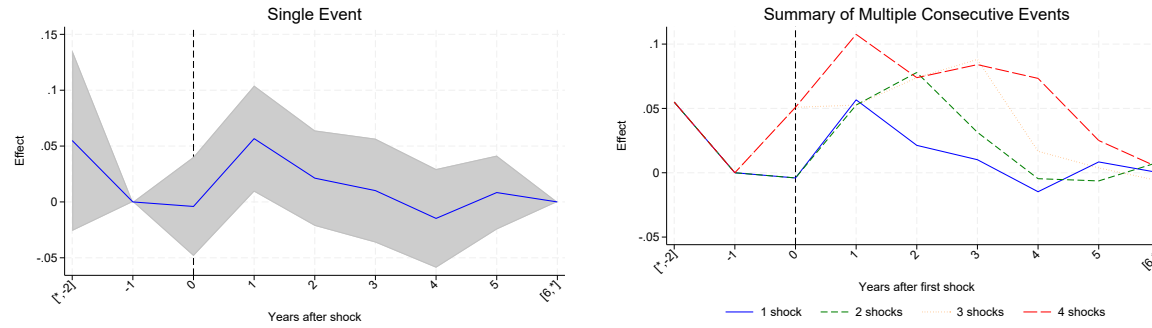 Single Event
.15
.1
.05
0
-.05
Effect
[*,-2]
-1
0
1
2
3
4
5
[6,*]
Years after shock
Summary of Multiple Consecutive Events
.1
.05
0
-.05
Effect
[*,-2]
-1
0
1
2
3
4
5
Years after first shock
1 shock
2 shocks
3 shocks
4 shocks